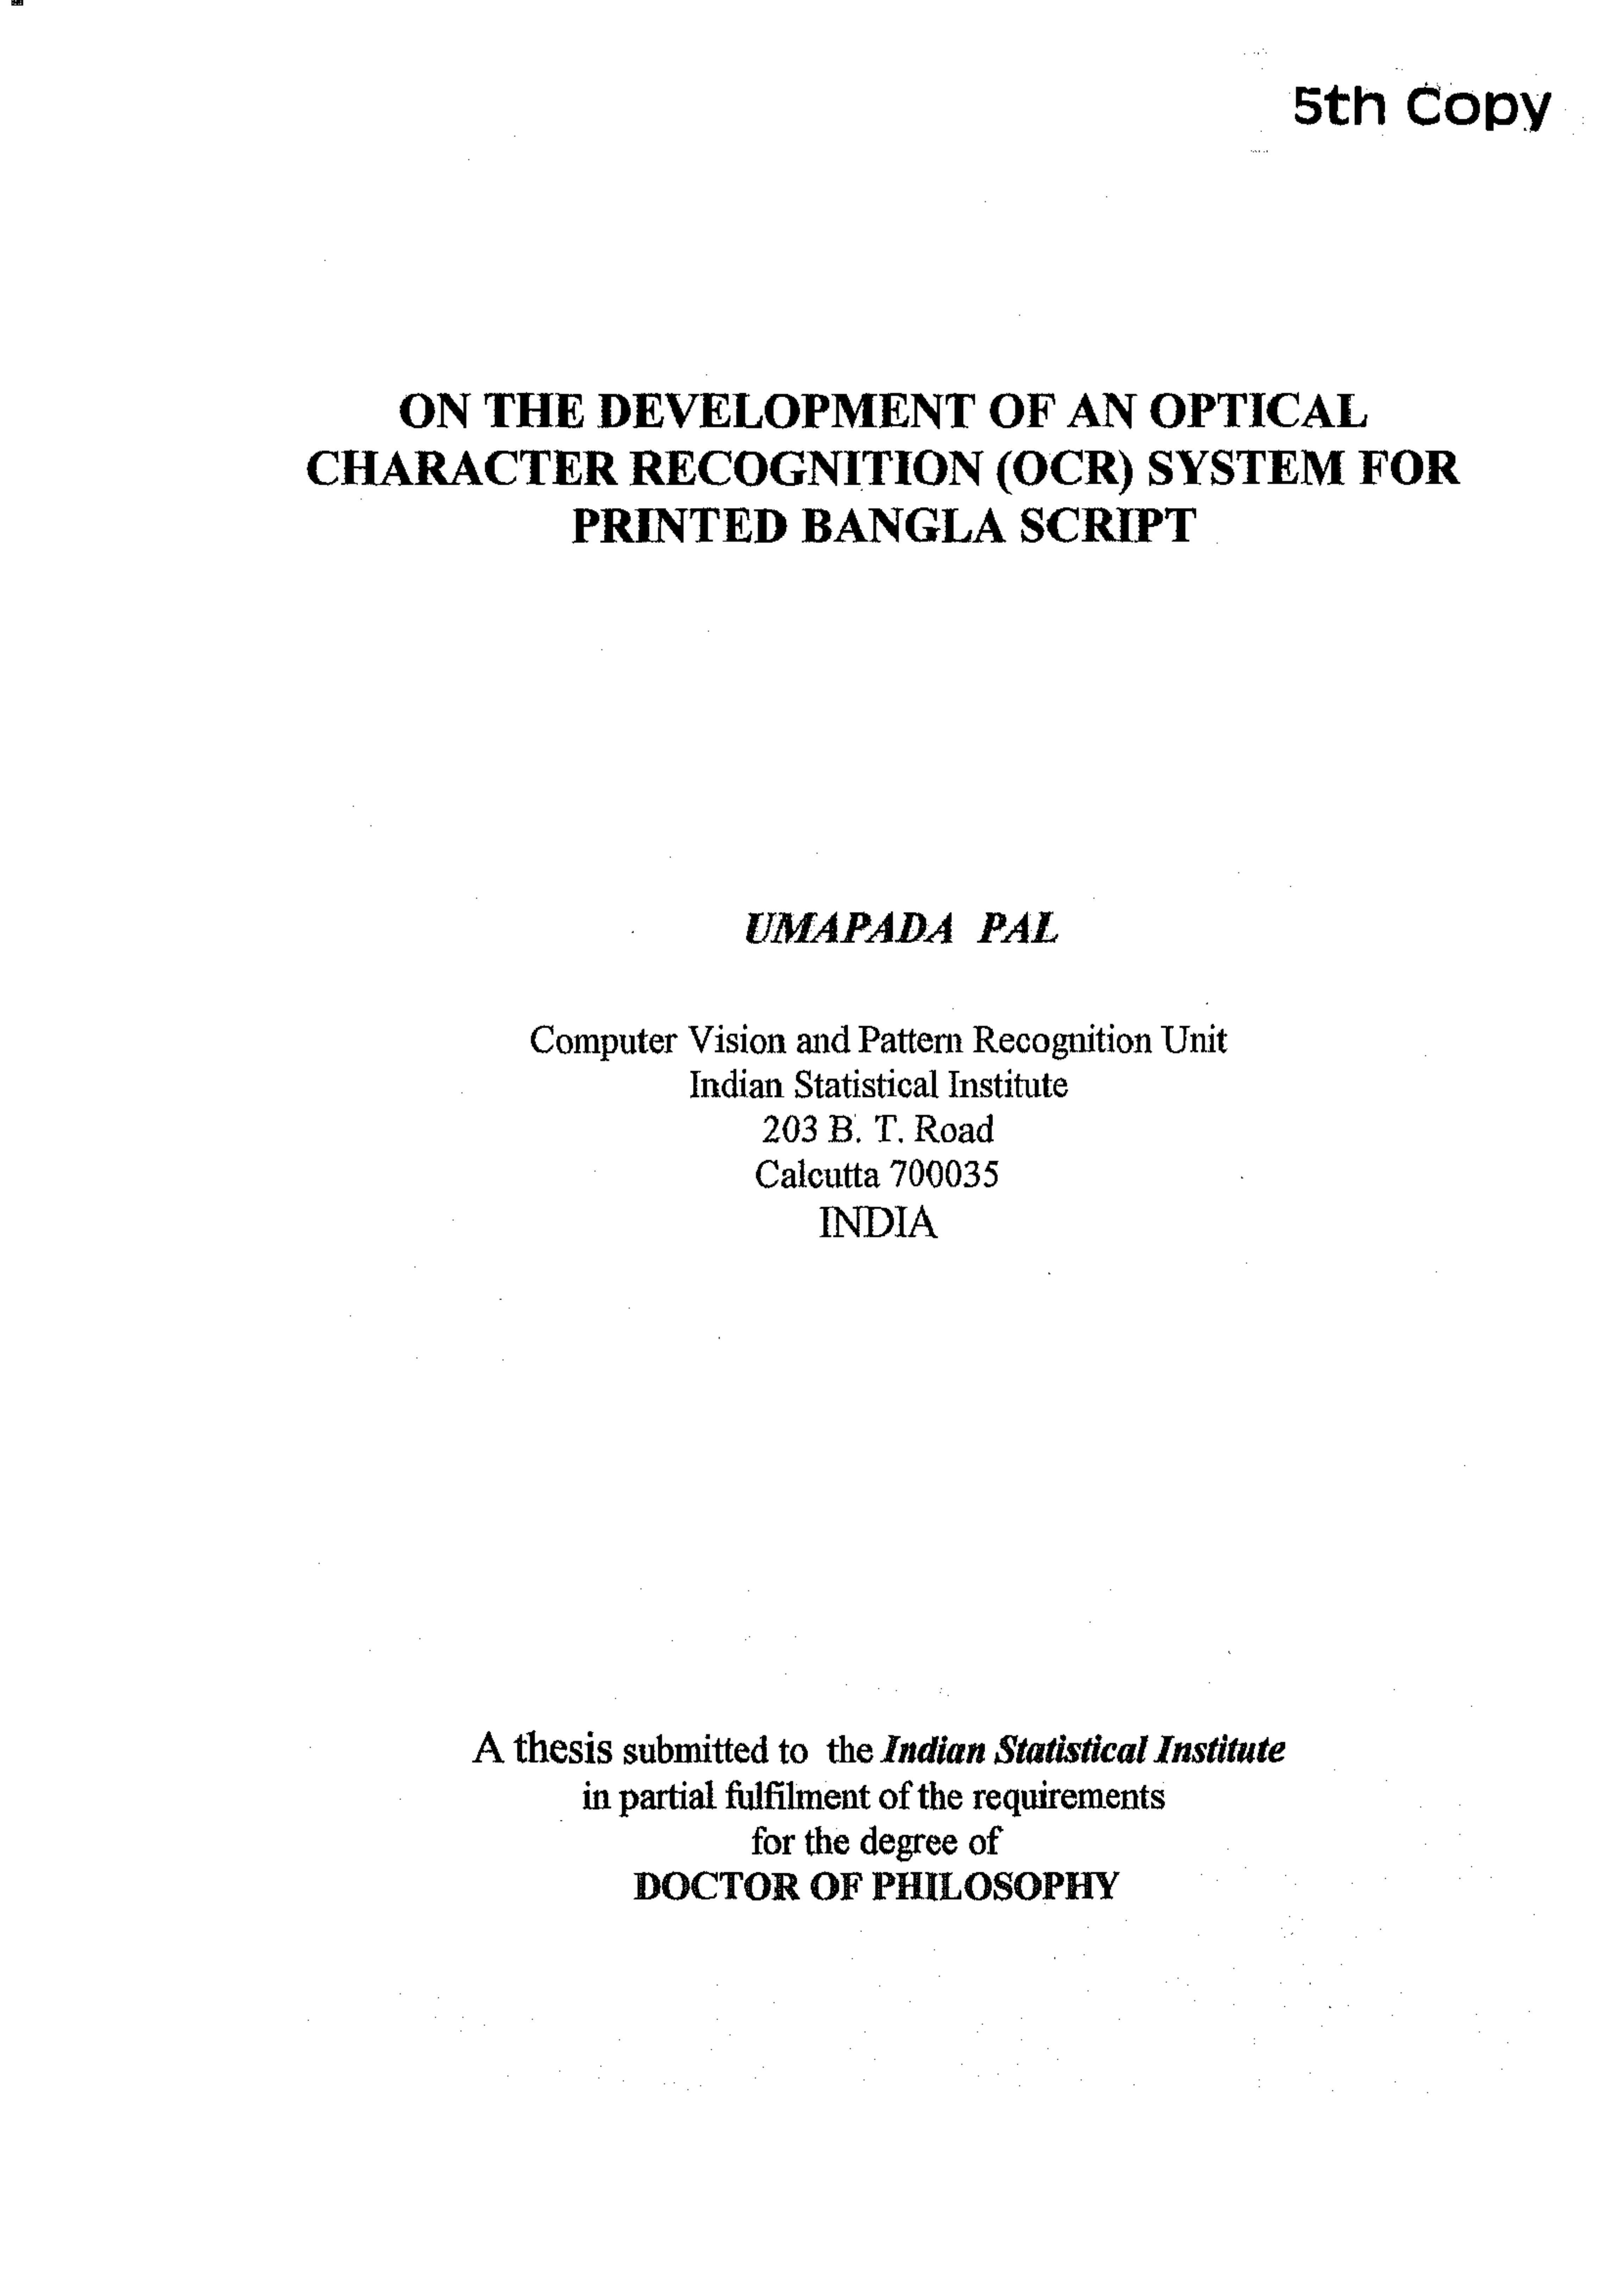 5th Copy
ON THE DEVELOPMENT OF AN OPTICAL
CHARACTER RECOGNITION (OCR) SYSTEM FOR
PRINTED BANGLA SCRIPT
UMAPADA PAL
Computer Vision and Pattern Recognition Unit
Indian Statistical Institute
203 B. T. Road
Calcutta 700035
INDIA
A thesis submitted to the Indian Statistical Institute
in partial fulfilment of the requirements
for the degree of
DOCTOR OF PHILOSOPHY